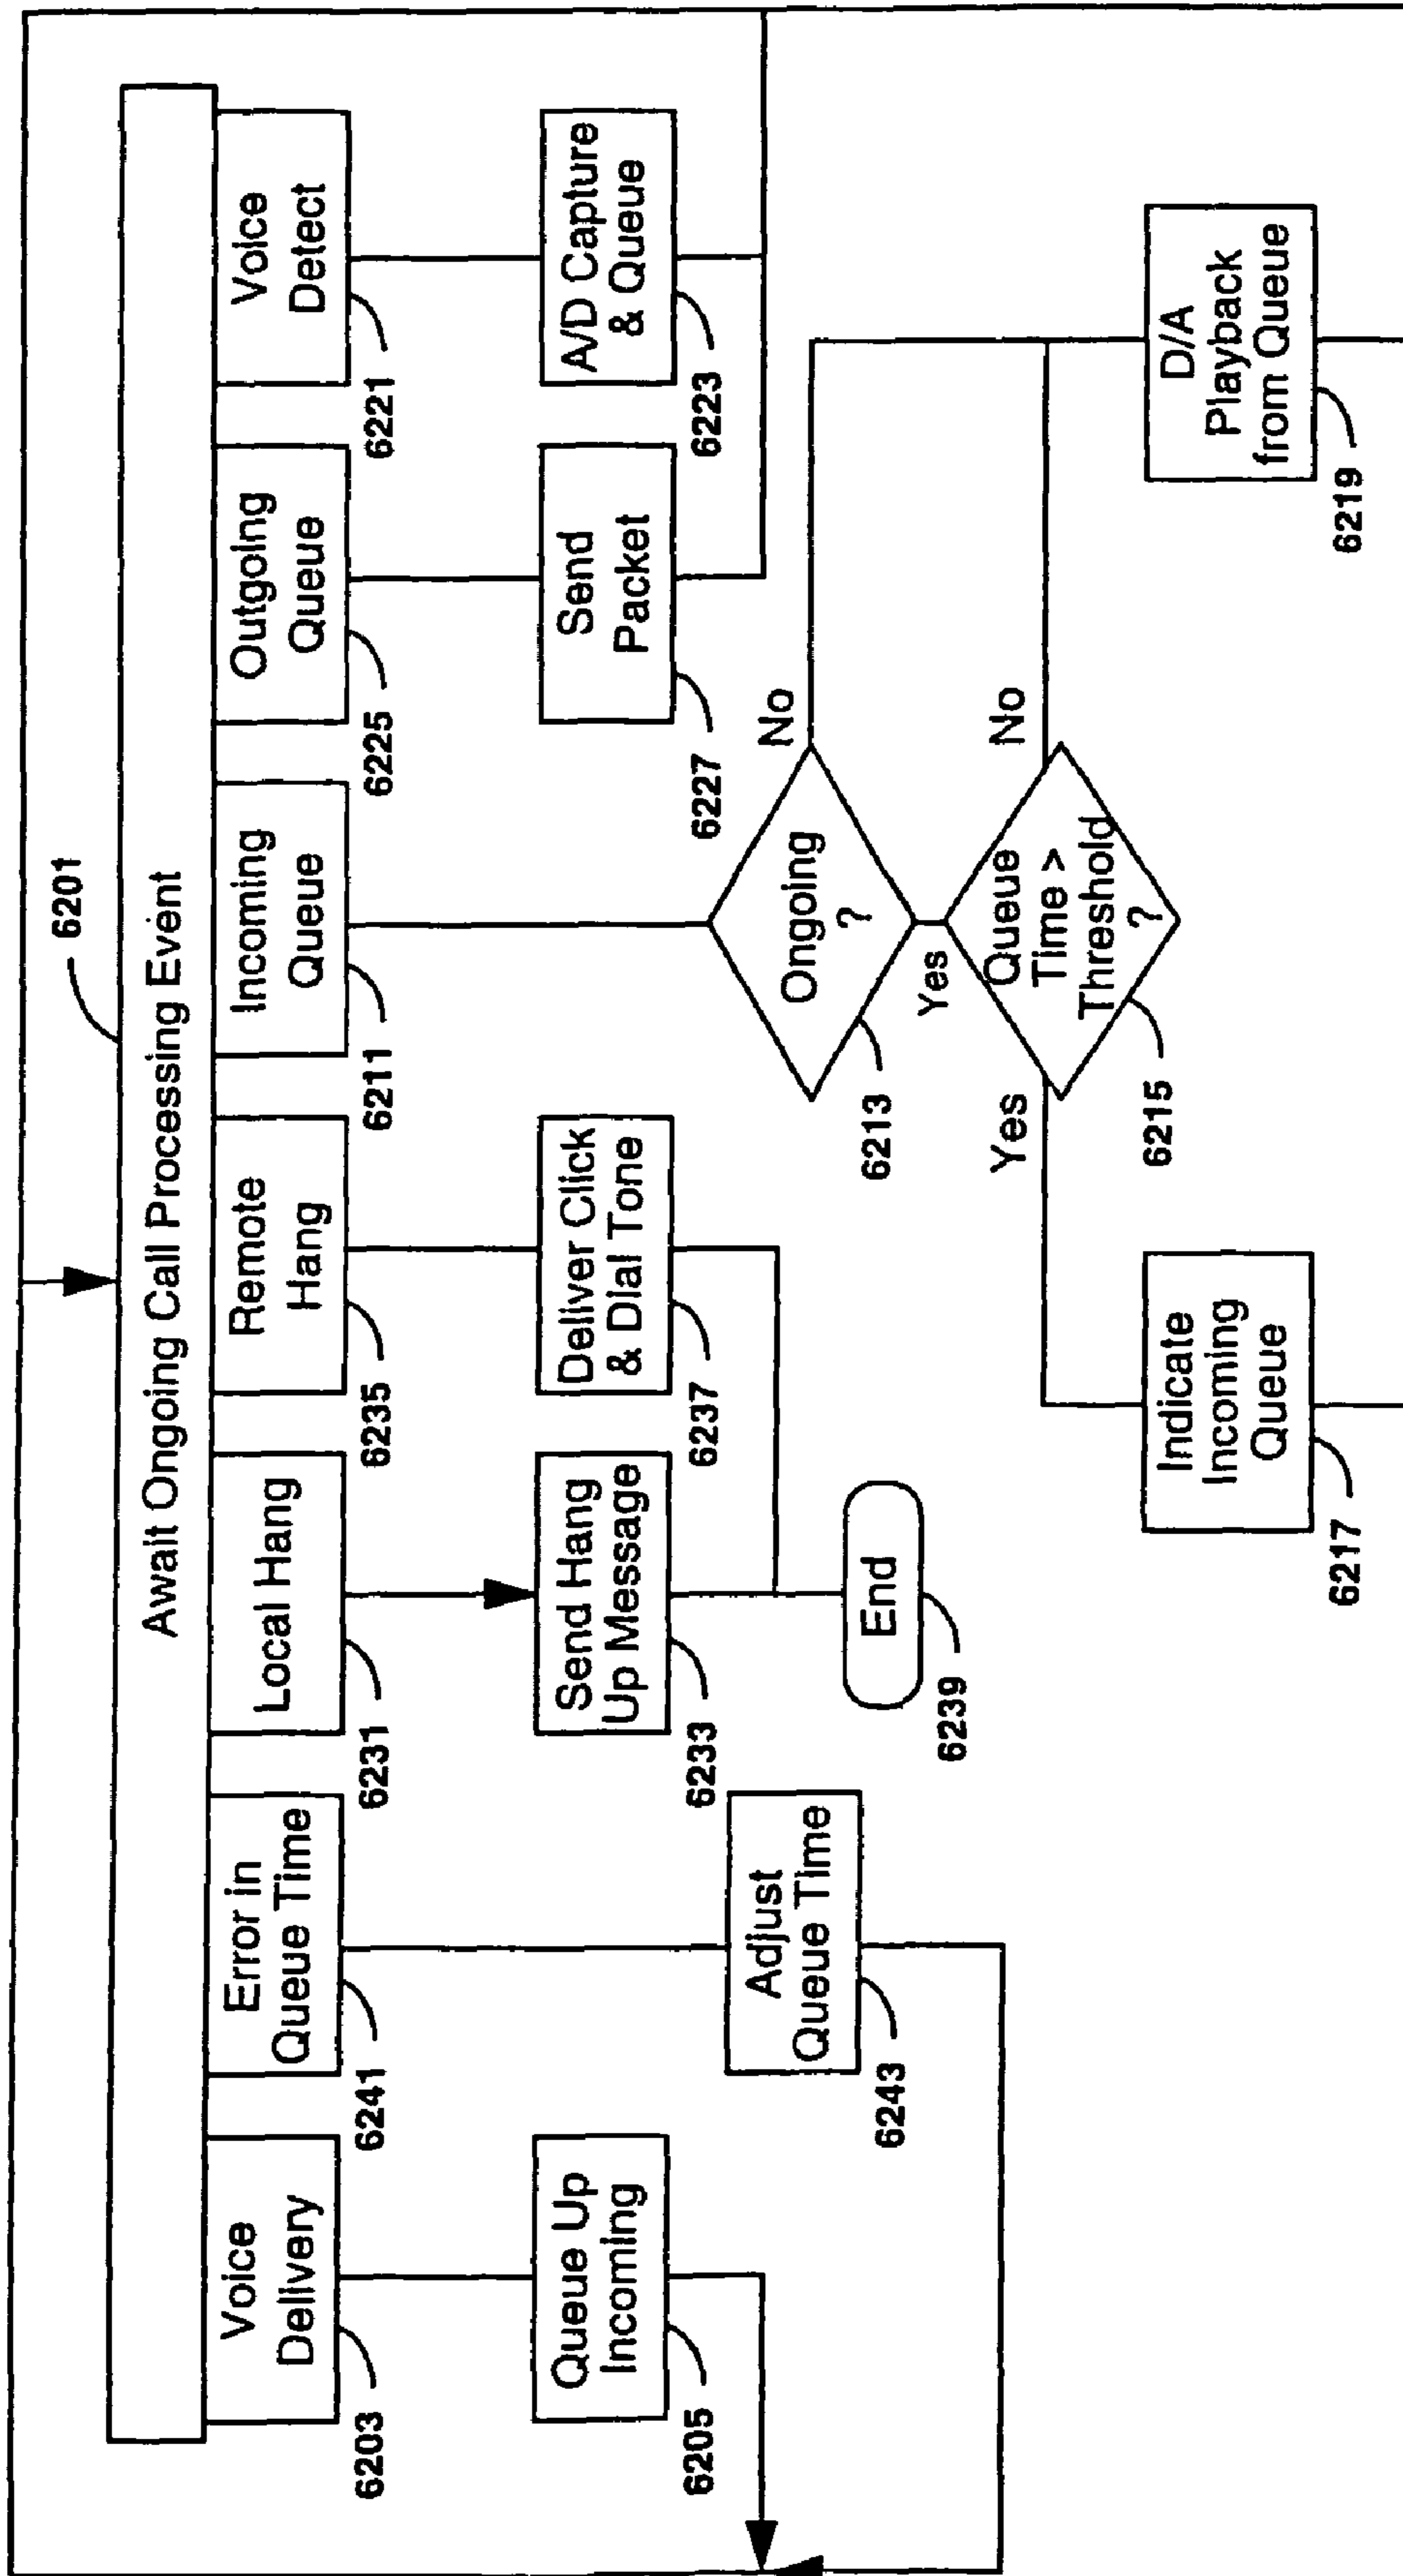 6201
Await Ongoing Call Processing Event
Voice
Delivery
6203
Error in
Queue Time
6241
Local Hang
6231
Remote
Hang
6235
Incoming
Queue
6211
Outgoing
Queue
6225
Voice
Detect
6221
Queue Up
Incoming
6205
Send Hang
Up Message
6233
Deliver Click
& Dial Tone
6237
Send
Packet
6227
A/D Capture
& Queue
6223
Adjust
Queue Time
6243
End
6239
Ongoing
?
6213
No
Yes
Queue
Time >
Threshold
?
6215
Yes
No
Indicate
Incoming
Queue
6217
D/A
Playback
from Queue
6219